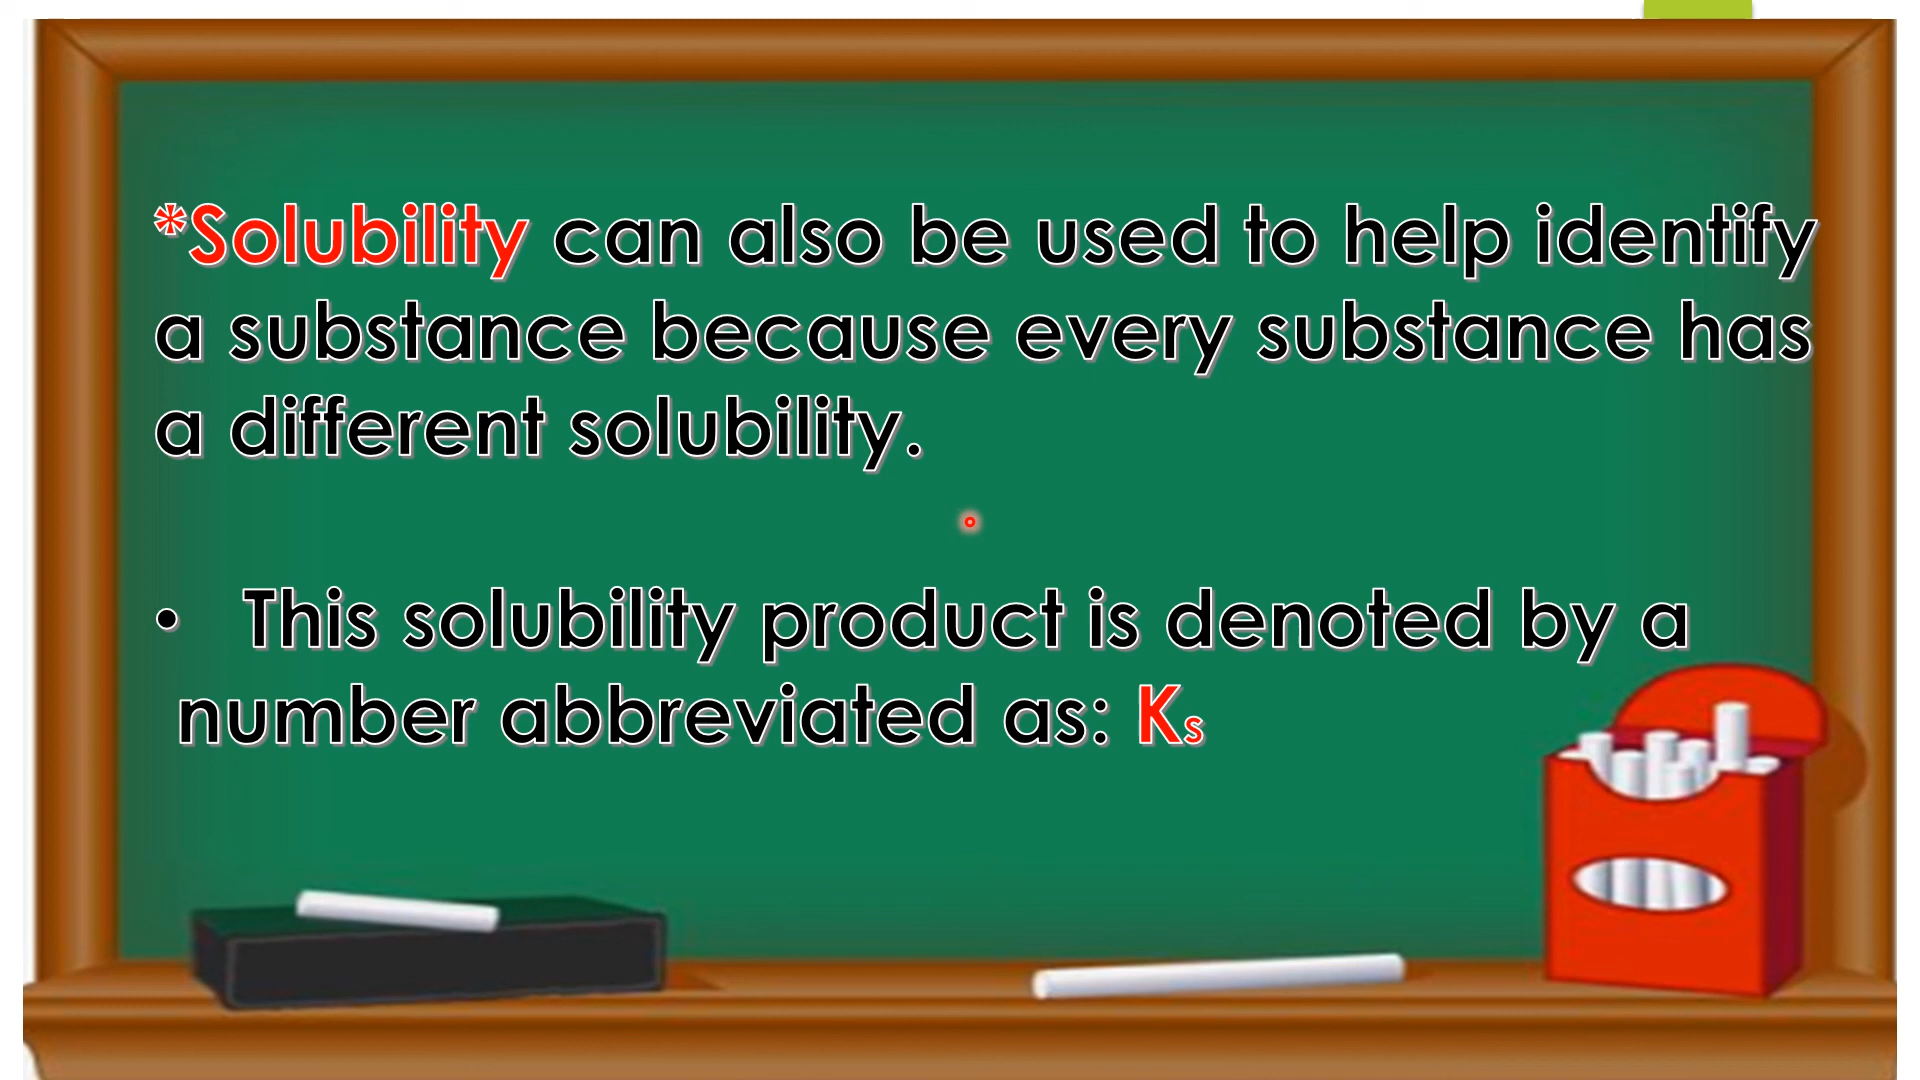 *Solubility can also be used to help identify
a substance because every substance has
a different solubility.
• This solubility product is denoted by a
number abbreviated as: Ks